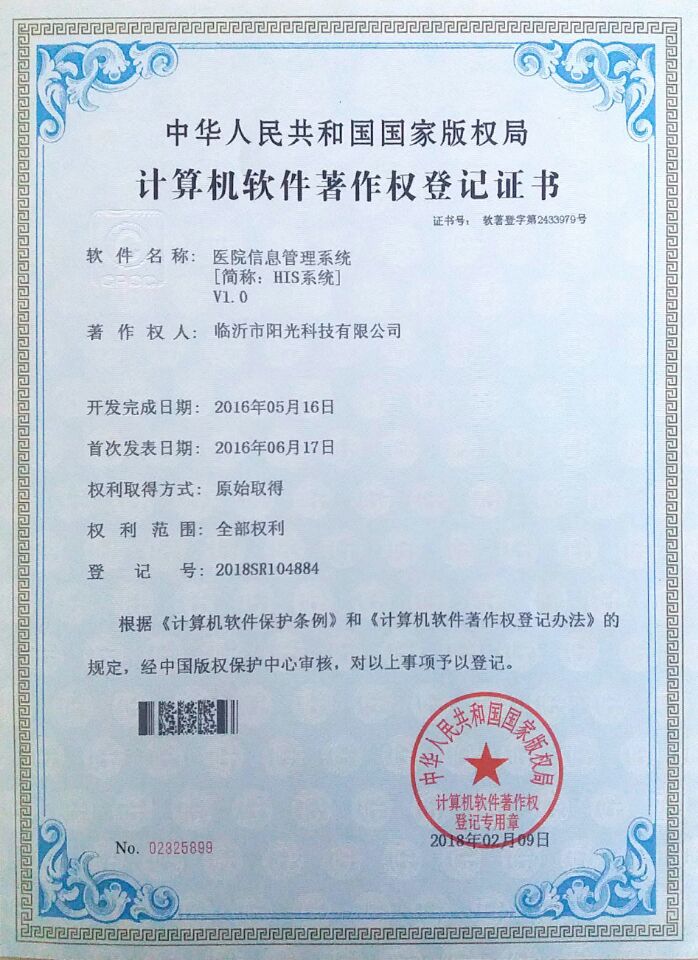 中华人民共和国国家版权局
计算机软件著作权登记证书
证书号： 软著登字第2433979号
软件名称： 医院信息管理系统
[简称：HIS系统]
V1.0
著作权人： 临沂市阳光科技有限公司
开发完成日期： 2016年05月16日
首次发表日期： 2016年06月17日
权利取得方式： 原始取得
权利范围： 全部权利
登记号： 2018SR104884
根据《计算机软件保护条例》和《计算机软件著作权登记办法》的
规定，经中国版权保护中心审核，对以上事项予以登记。
中华人民共和国国家版权局
计算机软件著作权
登记专用章
No. 02325899
2018年02月09日